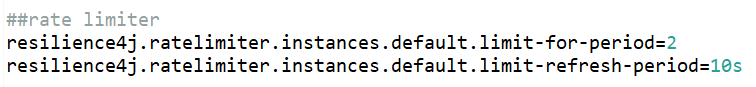 ##rate limiter
resilience4j.ratelimiter.instances.default.limit-for-period=2
resilience4j.ratelimiter.instances.default.limit-refresh-period=10s